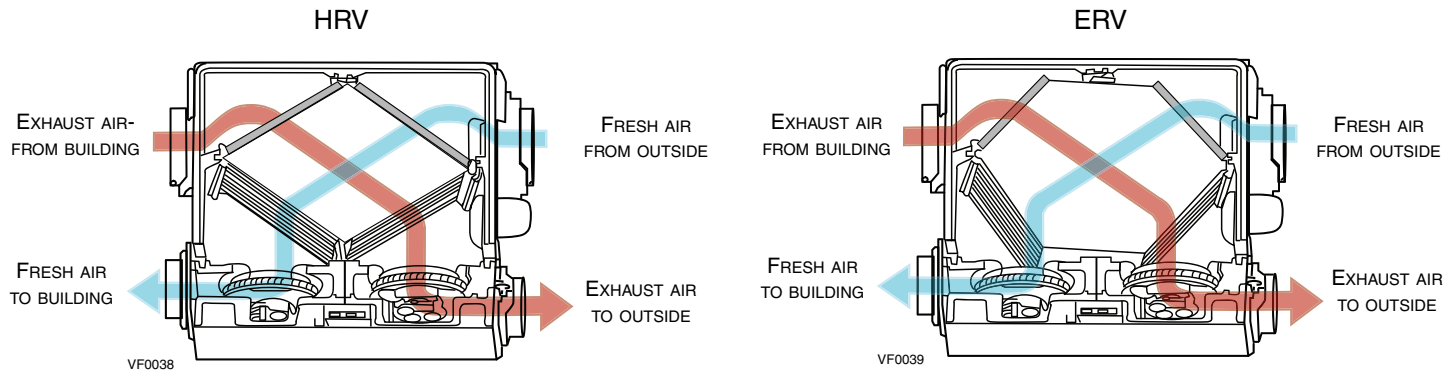 HRV
EXHAUST AIR-
FROM BUILDING
FRESH AIR
FROM OUTSIDE
FRESH AIR
TO BUILDING
EXHAUST AIR
TO OUTSIDE
VF0038
ERV
EXHAUST AIR
FROM BUILDING
FRESH AIR
FROM OUTSIDE
FRESH AIR
TO BUILDING
EXHAUST AIR
TO OUTSIDE
VF0039